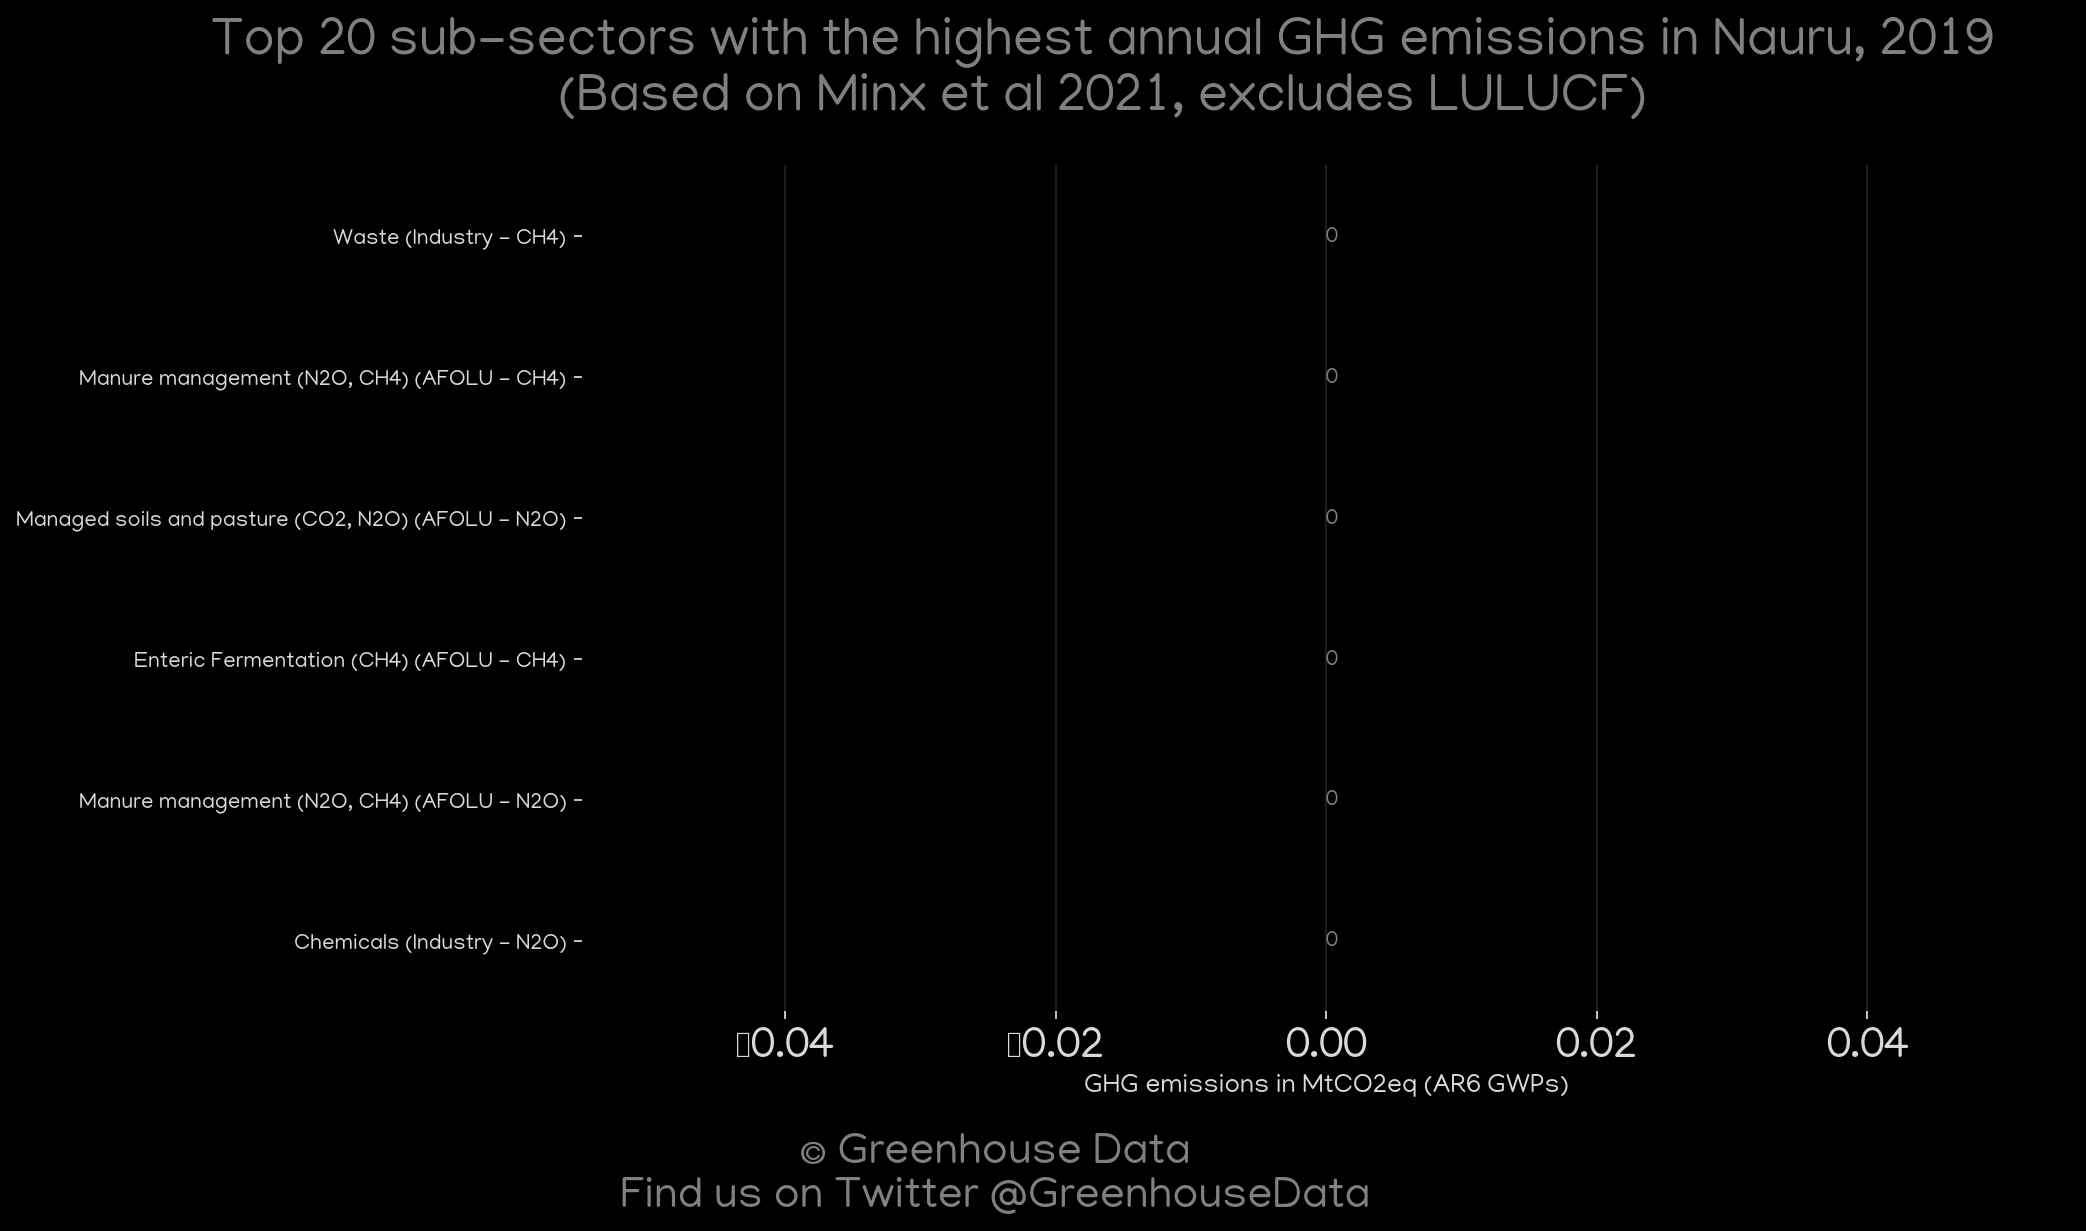 Top 20 sub-sectors with the highest annual GHG emissions in Nauru, 2019
(Based on Minx et al 2021, excludes LULUCF)
Waste (Industry - CH4)
0
Manure management (N2O, CH4) (AFOLU - CH4)
0
Managed soils and pasture (CO2, N2O) (AFOLU - N2O)
0
Enteric Fermentation (CH4) (AFOLU - CH4)
0
Manure management (N2O, CH4) (AFOLU - N2O)
0
Chemicals (Industry - N2O)
0
▯0.04 ▯0.02 0.00 0.02 0.04
GHG emissions in MtCO2eq (AR6 GWPs)
© Greenhouse Data
Find us on Twitter @GreenhouseData